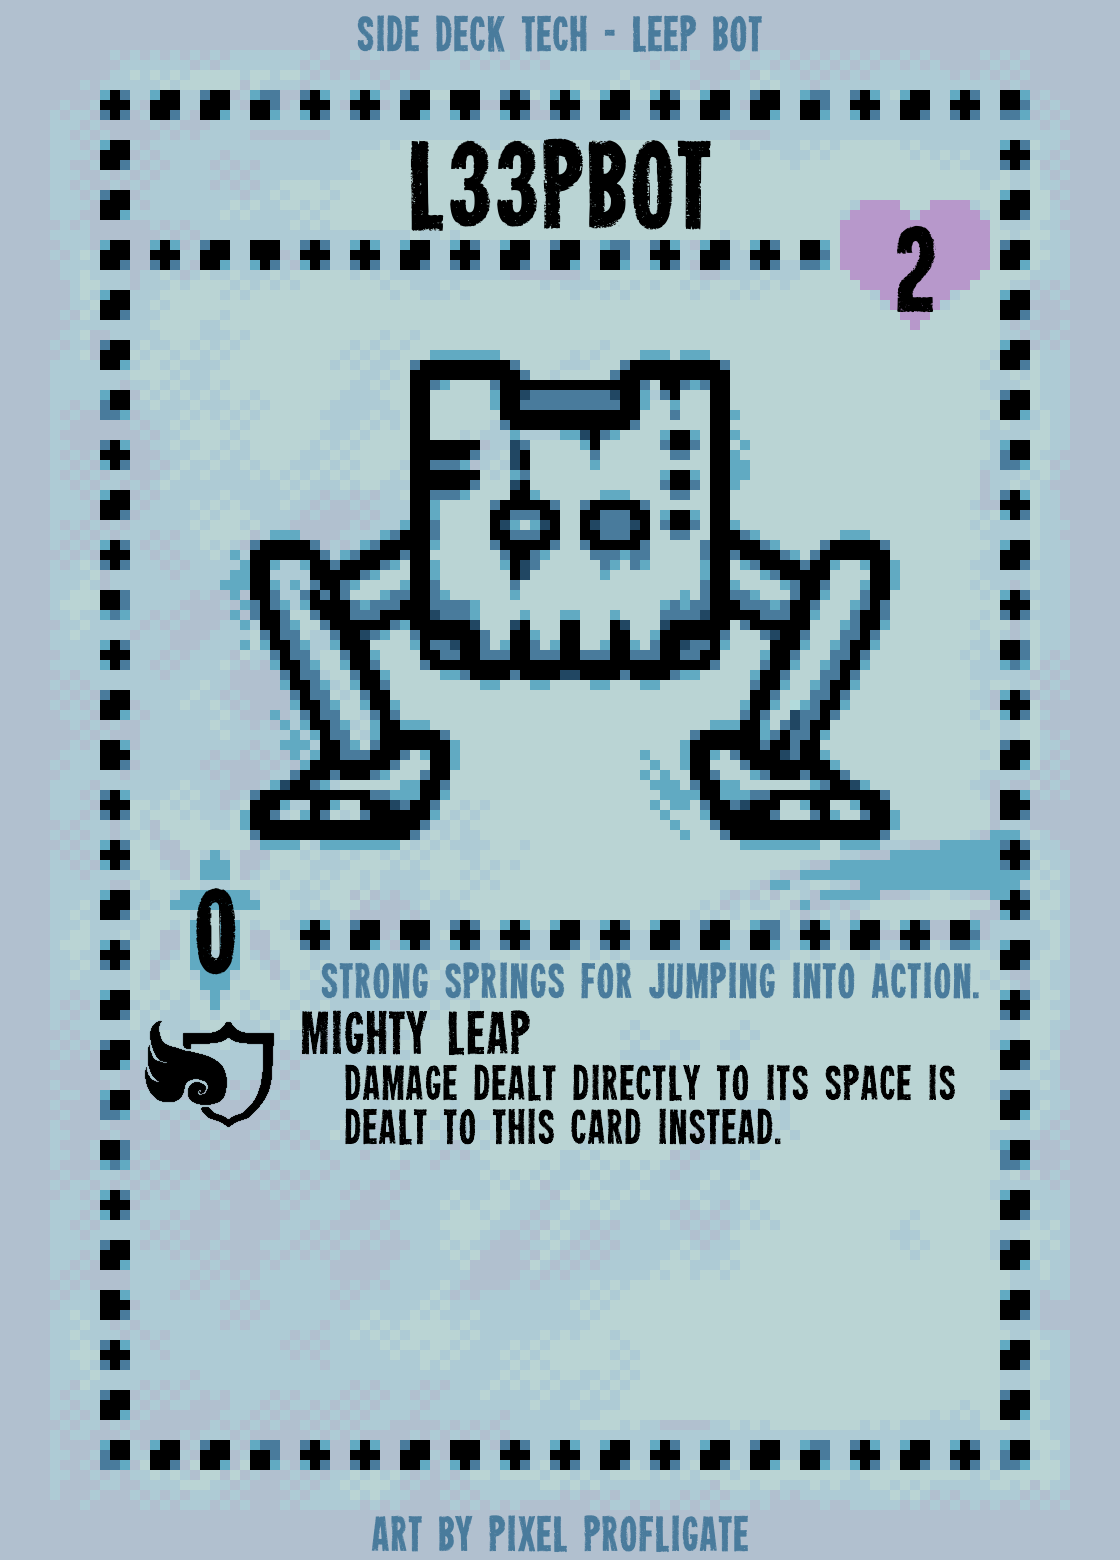 SIDE DECK TECH - LEEP BOT
L33PBOT
2
0
STRONG SPRINGS FOR JUMPING INTO ACTION.
MIGHTY LEAP
DAMAGE DEALT DIRECTLY TO ITS SPACE IS
DEALT TO THIS CARD INSTEAD.
ART BY PIXEL PROFLIGATE